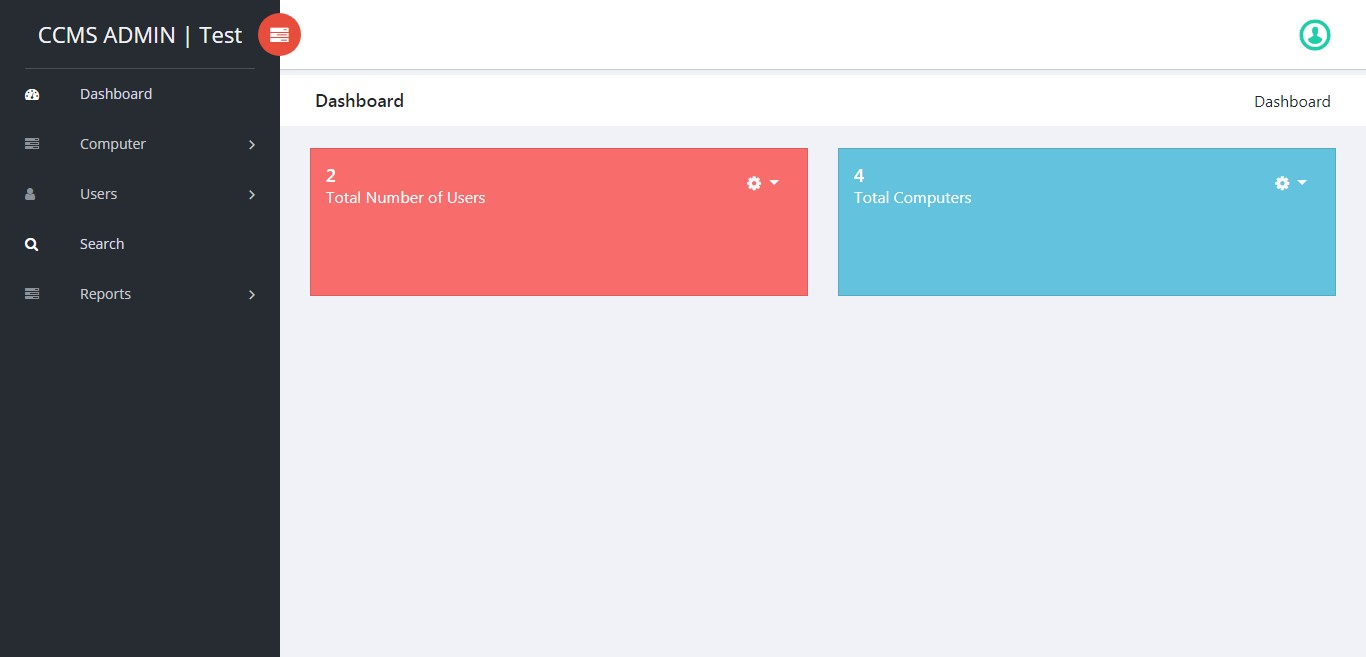 CCMS ADMIN | Test
Dashboard
Computer
Users
Search
Reports
Dashboard
Dashboard
2
Total Number of Users
4
Total Computers